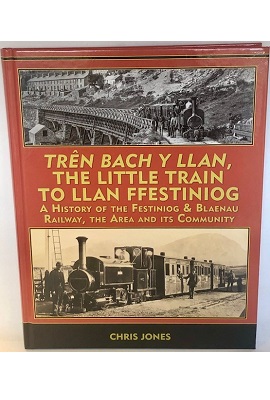 TRÊN BACH Y LLAN,
THE LITTLE TRAIN
TO LLAN FFESTINIOG
A HISTORY OF THE FESTINIOG & BLAENAU
RAILWAY, THE AREA AND ITS COMMUNITY
CHRIS JONES